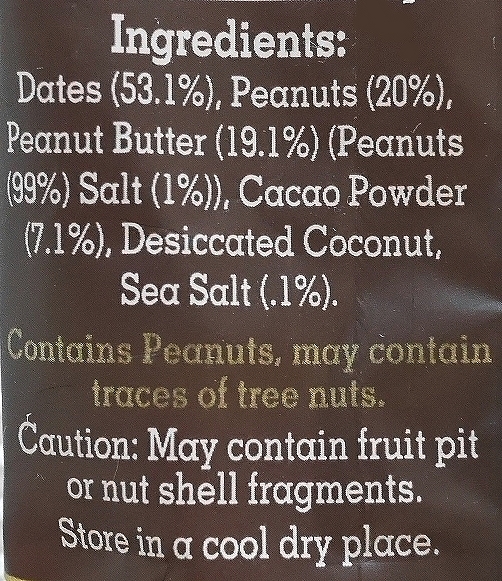 Ingredients:
Dates (53.1%), Peanuts (20%),
Peanut Butter (19.1%) (Peanuts
(99%) Salt (1%)), Cacao Powder
(7.1%), Desiccated Coconut,
Sea Salt (.1%).
Contains Peanuts, may contain
traces of tree nuts.
Caution: May contain fruit pit
or nut shell fragments.
Store in a cool dry place.